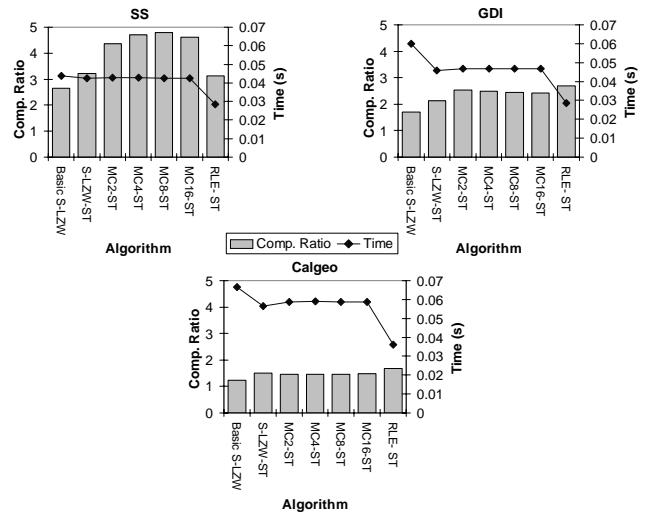 SS
Comp. Ratio
5
4
3
2
1
0
0.07
0.06
0.05
0.04
0.03
0.02
0.01
0
Time (s)
Basic S-LZW
S-LZW-ST
MC2-ST
MC4-ST
MC8-ST
MC16-ST
RLE- ST
Algorithm
GDI
Comp. Ratio
5
4
3
2
1
0
0.07
0.06
0.05
0.04
0.03
0.02
0.01
0
Time (s)
Basic S-LZW
S-LZW-ST
MC2-ST
MC4-ST
MC8-ST
MC16-ST
RLE- ST
Algorithm
Comp. Ratio
Time
Calgeo
Comp. Ratio
5
4
3
2
1
0
0.07
0.06
0.05
0.04
0.03
0.02
0.01
0
Time (s)
Basic S-LZW
S-LZW-ST
MC2-ST
MC4-ST
MC8-ST
MC16-ST
RLE- ST
Algorithm